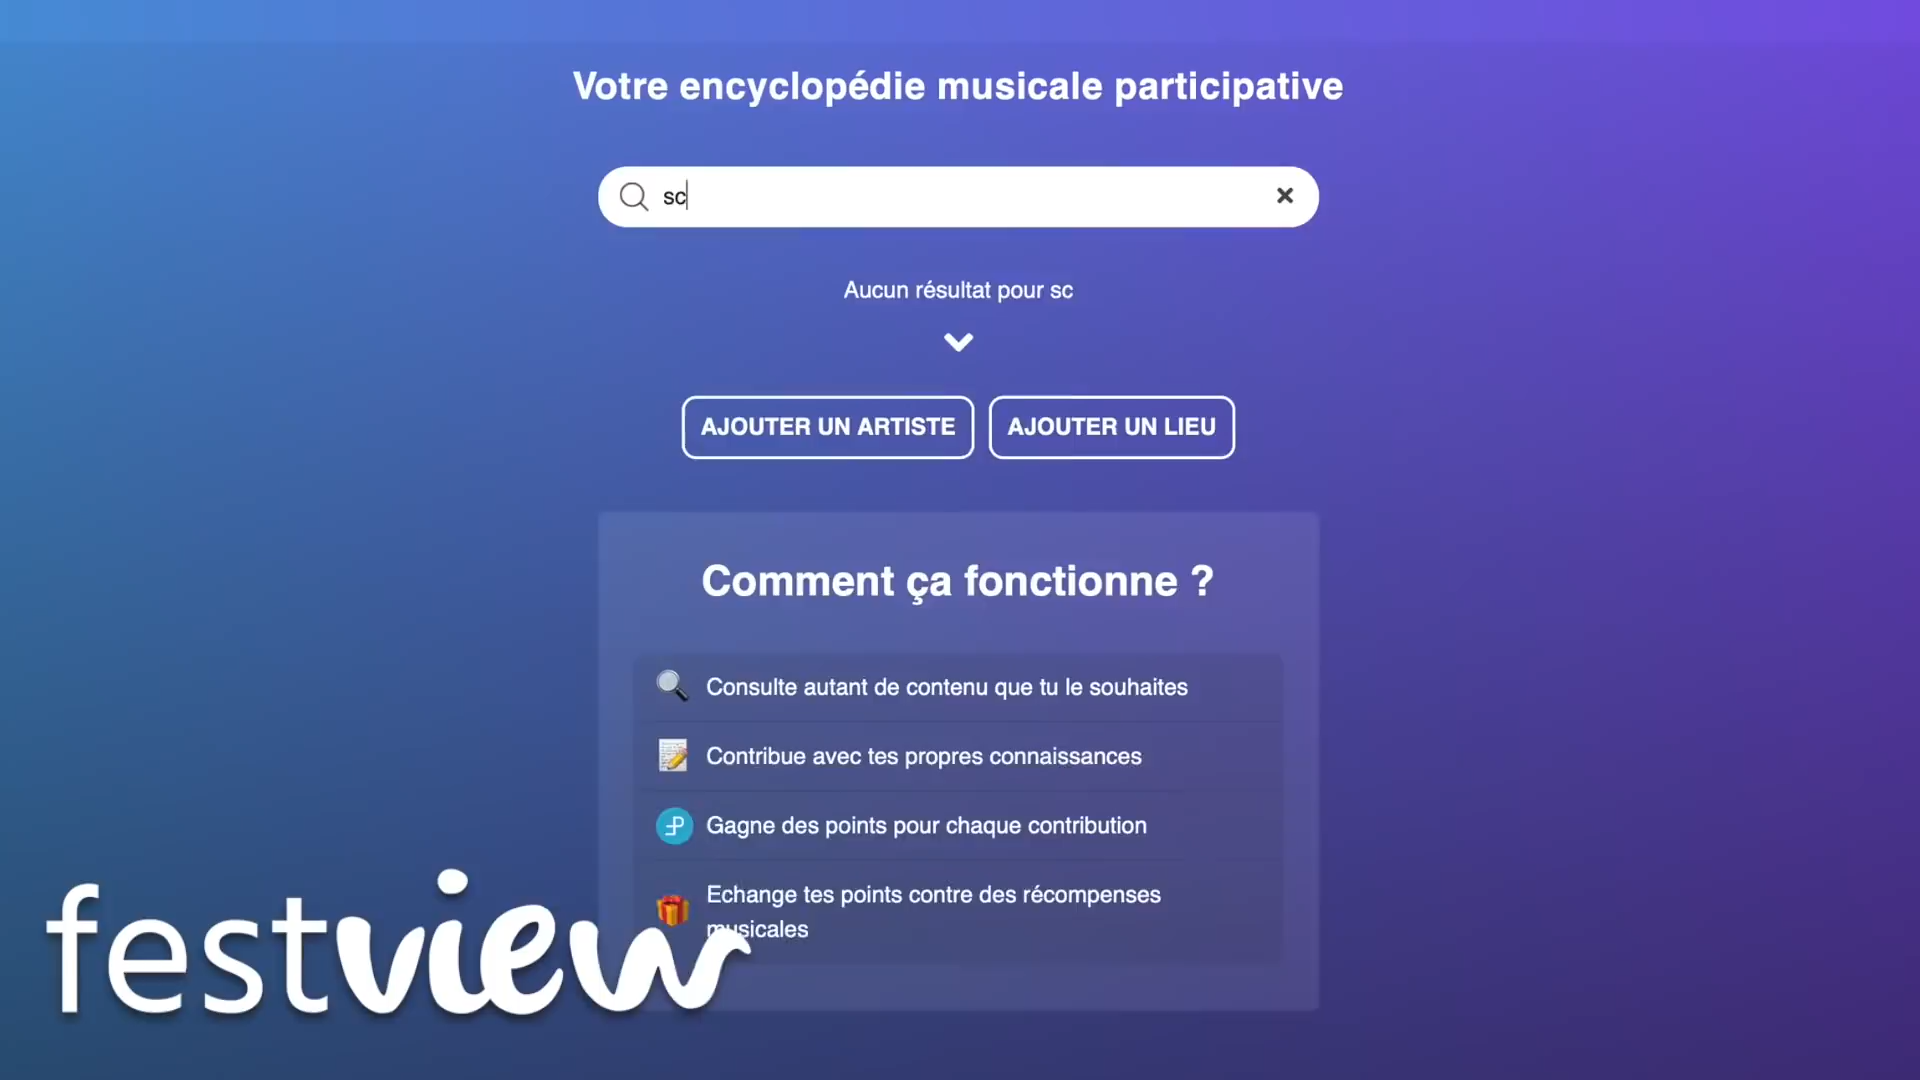 Votre encyclopédie musicale participative
sc
Aucun résultat pour sc
AJOUTER UN ARTISTE AJOUTER UN LIEU
Comment ça fonctionne ?
Consulte autant de contenu que tu le souhaites
Contribue avec tes propres connaissances
Gagne des points pour chaque contribution
Echange tes points contre des récompenses
musicales
festview